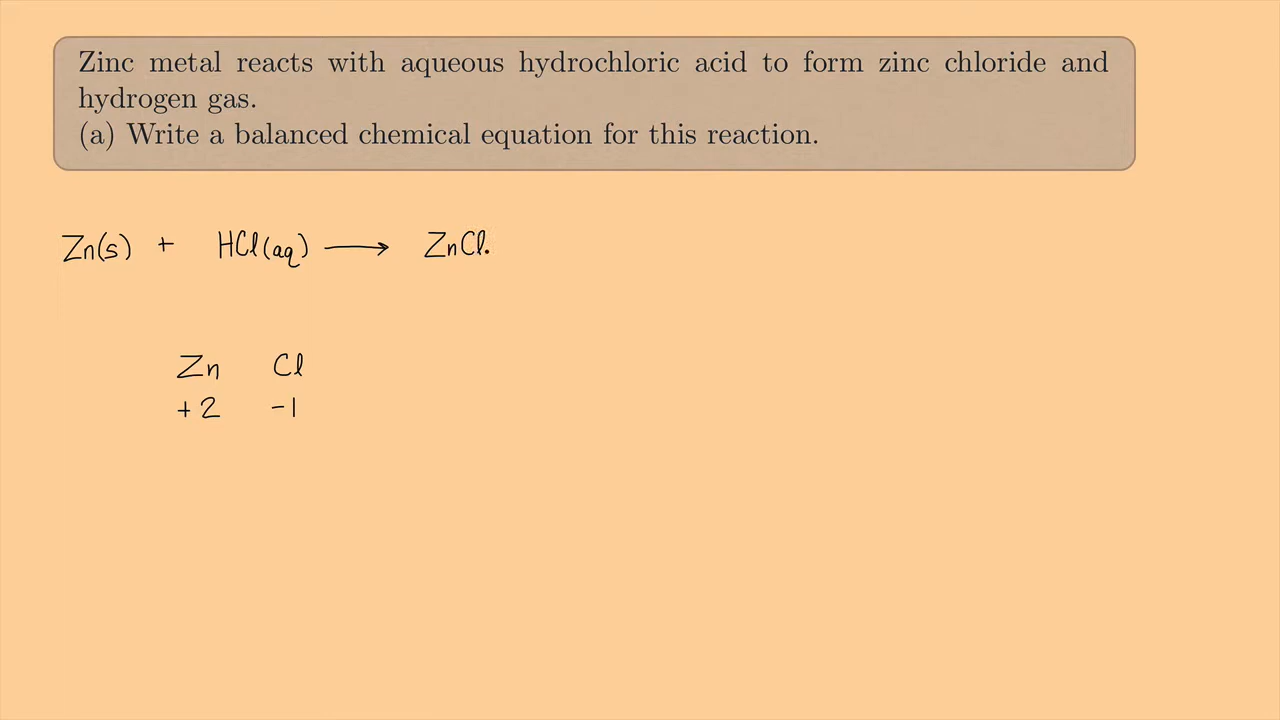 Zinc metal reacts with aqueous hydrochloric acid to form zinc chloride and
hydrogen gas.
(a) Write a balanced chemical equation for this reaction.
Zn(s) + HCl(aq) ⟶ ZnCl.
Zn Cl
+2 -1